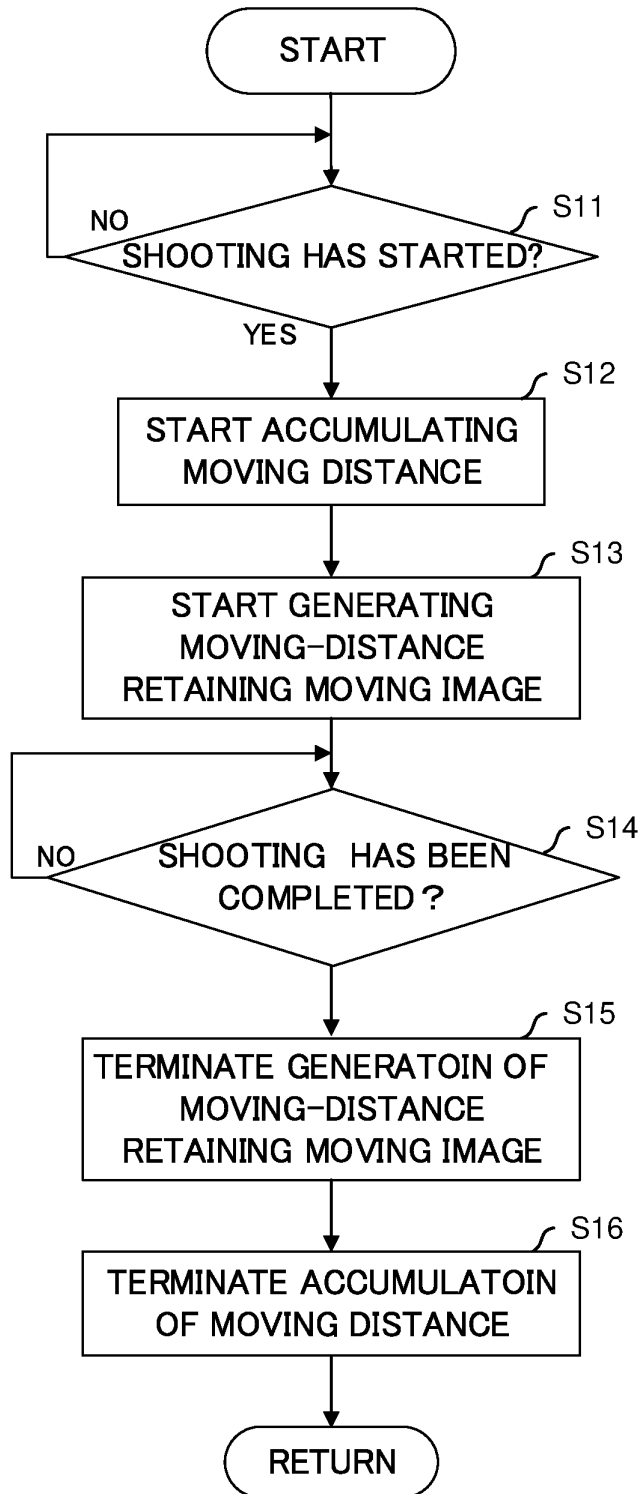 START
NO
S11
SHOOTING HAS STARTED?
YES
S12
START ACCUMULATING
MOVING DISTANCE
S13
START GENERATING
MOVING-DISTANCE
RETAINING MOVING IMAGE
S14
NO
SHOOTING HAS BEEN
COMPLETED?
S15
TERMINATE GENERATOIN OF
MOVING-DISTANCE
RETAINING MOVING IMAGE
S16
TERMINATE ACCUMULATOIN
OF MOVING DISTANCE
RETURN